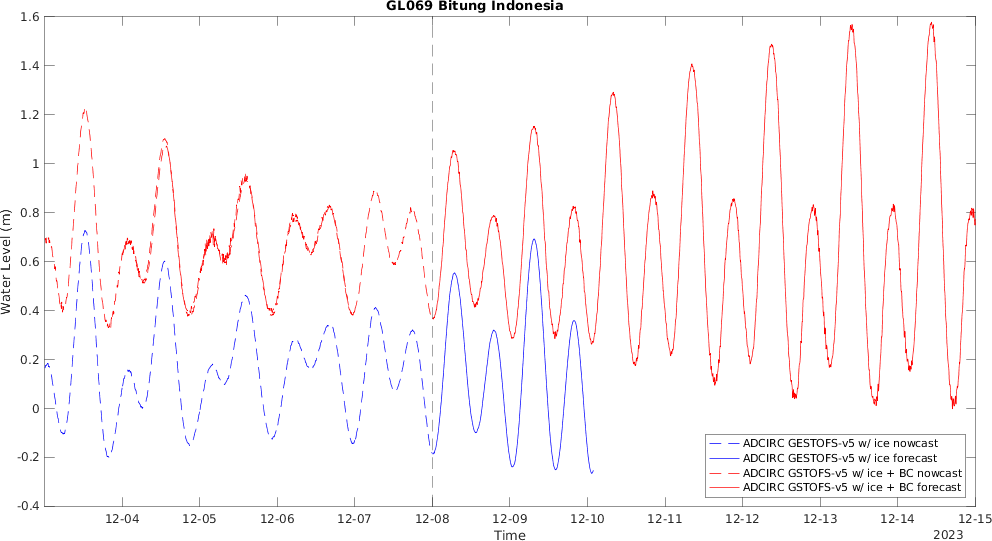 GL069 Bitung Indonesia
1.6
1.4
1.2
1
0.8
0.6
0.4
0.2
0
-0.2
-0.4
Water Level (m)
12-04 12-05 12-06 12-07 12-08 12-09 12-10 12-11 12-12 12-13 12-14 12-15
Time
2023
ADCIRC GESTOFS-v5 w/ ice nowcast
ADCIRC GESTOFS-v5 w/ ice forecast
ADCIRC GSTOFS-v5 w/ ice + BC nowcast
ADCIRC GSTOFS-v5 w/ ice + BC forecast